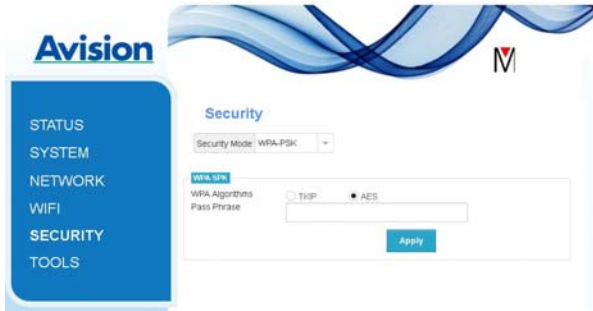 Avision
M
STATUS
SYSTEM
NETWORK
WIFI
SECURITY
TOOLS
Security
Security Mode WPA-PSK
WPA SPK
WPA Algorithms TKIP AES
Pass Phrase
Apply